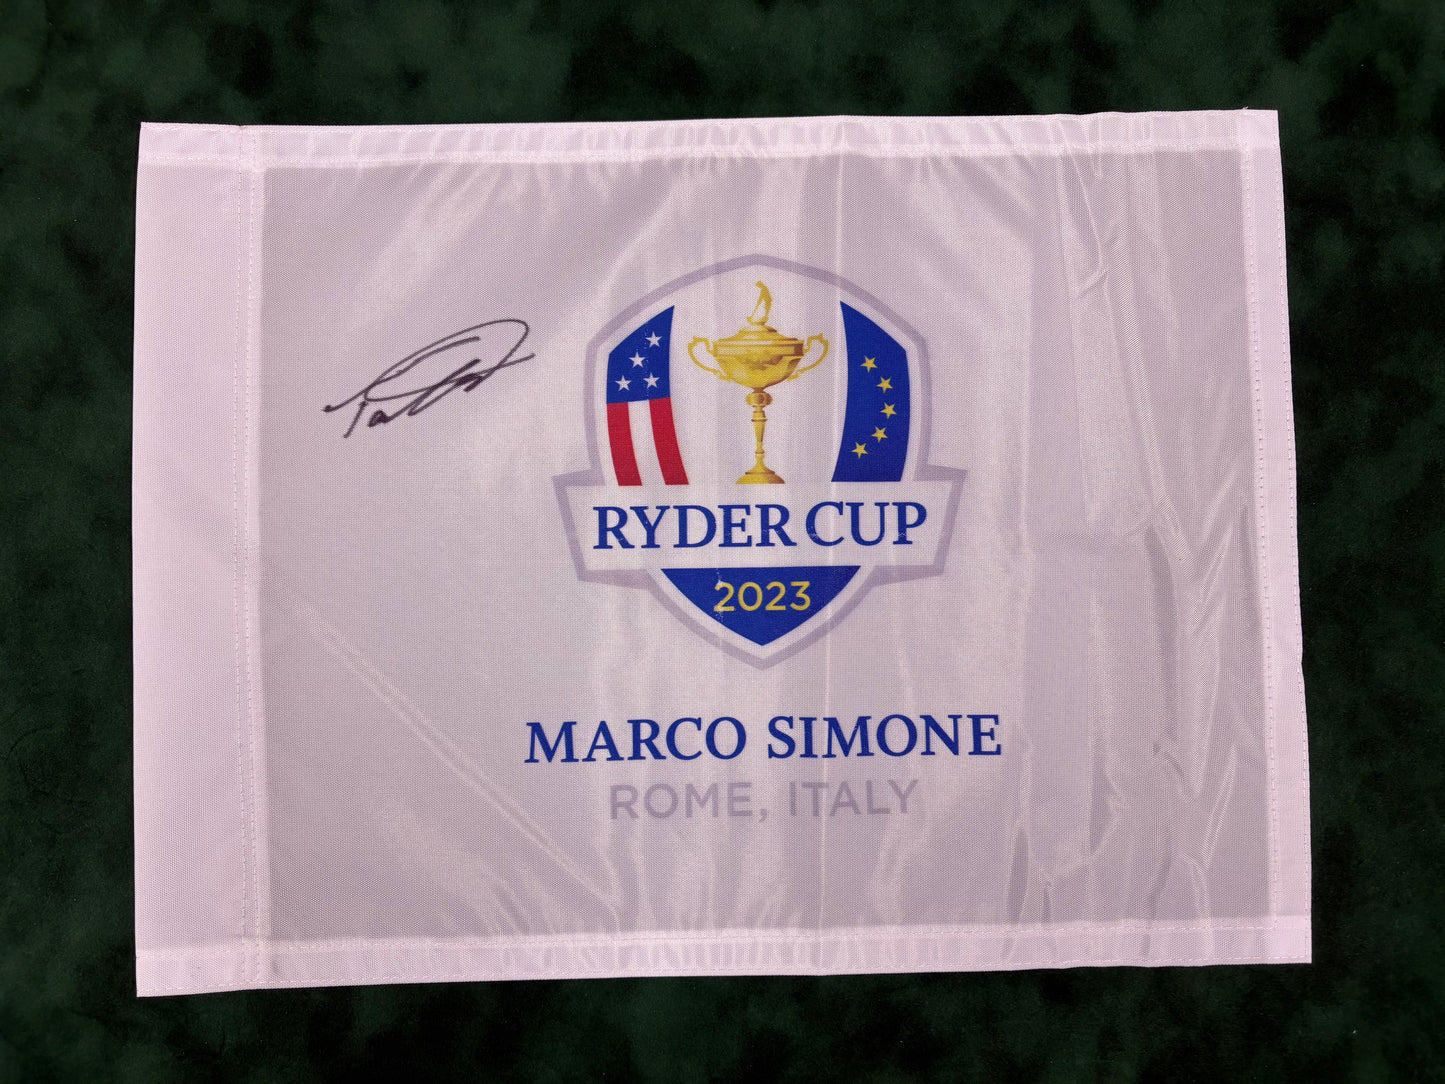 RYDER CUP
2023
MARCO SIMONE
ROME, ITALY